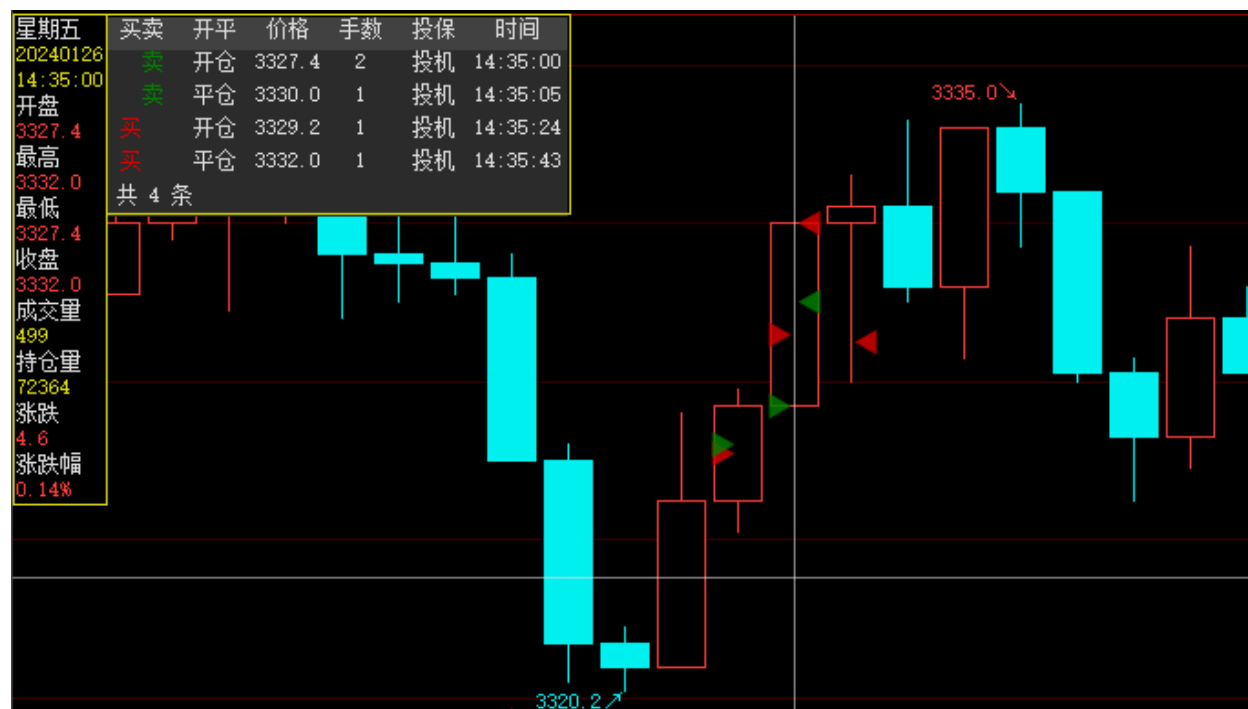 星期五
20240126
14:35:00
开盘
3327.4
最高
3332.0
最低
3327.4
收盘
3332.0
成交量
499
持仓量
72364
涨跌
4.6
涨跌幅
0.14%
买卖 开平 价格 手数 投保 时间
卖 开仓 3327.4 2 投机 14:35:00
卖 平仓 3330.0 1 投机 14:35:05
买 开仓 3329.2 1 投机 14:35:24
买 平仓 3332.0 1 投机 14:35:43
共 4 条
3335.0
3320.2